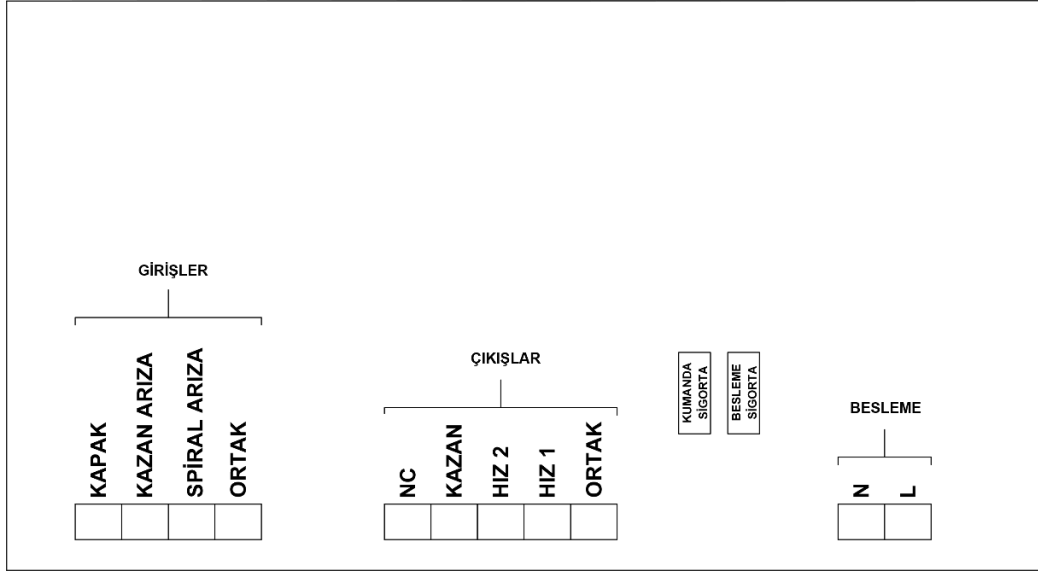 GİRİŞLER
KAPAK
KAZAN ARIZA
SPİRAL ARIZA
ORTAK
ÇIKIŞLAR
NC
KAZAN
HIZ 2
HIZ 1
ORTAK
KUMANDA
SİGORTA
BESLEME
SİGORTA
BESLEME
N
L